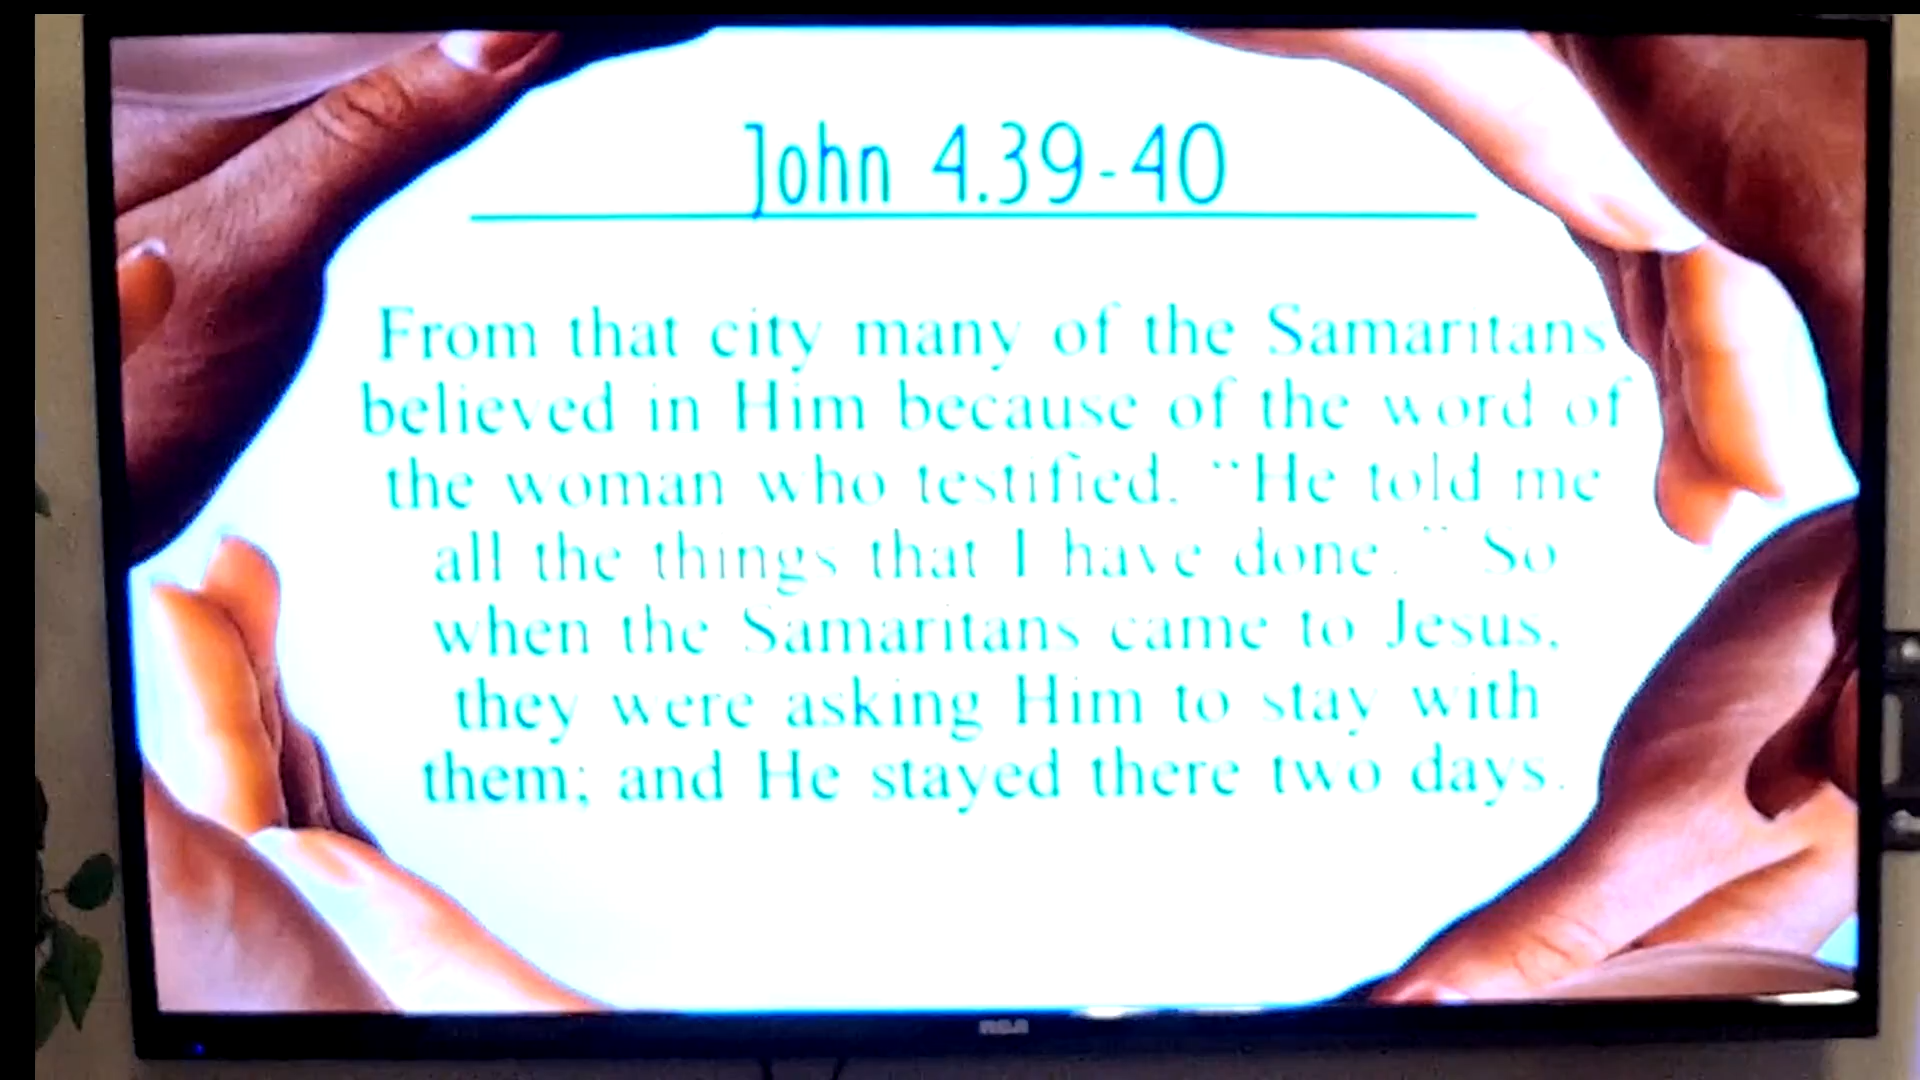 John 4.39-40
From that city many of the Samaritans
believed in Him because of the word of
the woman who testified, “He told me
all the things that I have done.” So
when the Samaritans came to Jesus,
they were asking Him to stay with
them; and He stayed there two days.
RCA